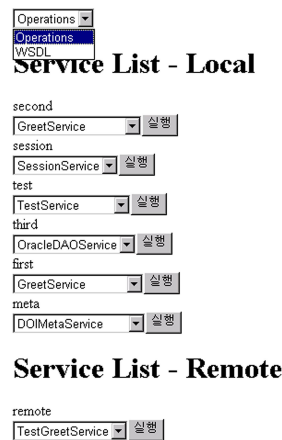 Operations
Operations
WSDL
Service List - Local
second
GreetService 실행
session
SessionService 실행
test
TestService 실행
third
OracleDAOService 실행
first
GreetService 실행
meta
DOIMetaService 실행
Service List - Remote
remote
TestGreetService 실행